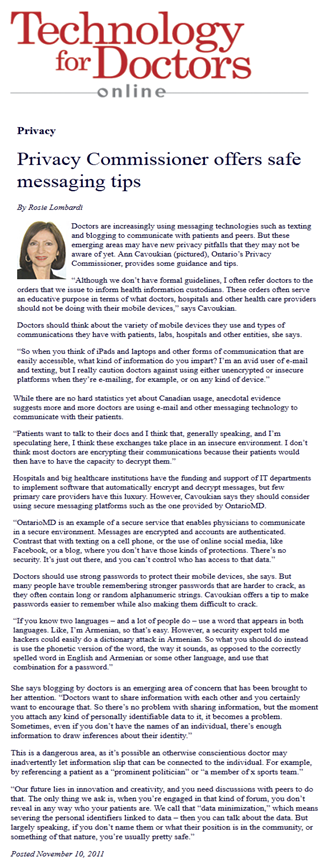 Technology
for Doctors
online
Privacy
Privacy Commissioner offers safe
messaging tips
By Rosie Lombardi
Doctors are increasingly using messaging technologies such as texting
and blogging to communicate with patients and peers. But these
emerging areas may have new privacy pitfalls that they may not be
aware of yet. Ann Cavoukian (pictured), Ontario's Privacy
Commissioner, provides some guidance and tips.
"Although we don't have formal guidelines, I often refer doctors to the
orders that we issue to inform health information custodians. These orders often serve
an educative purpose in terms of what doctors, hospitals and other health care providers
should not be doing with their mobile devices," says Cavoukian.
Doctors should think about the variety of mobile devices they use and types of
communications they have with patients, labs, hospitals and other entities, she says.
"So when you think of iPads and laptops and other forms of communication that are
easily accessible, what kind of information do you impart? I'm an avid user of e-mail
and texting, but I really caution doctors against using either unencrypted or insecure
platforms when they're e-mailing, for example, or on any kind of device."
While there are no hard statistics yet about Canadian usage, anecdotal evidence
suggests more and more doctors are using e-mail and other messaging technology to
communicate with their patients.
"Patients want to talk to their docs and I think that, generally speaking, and I'm
speculating here, I think these exchanges take place in an insecure environment. I don't
think most doctors are encrypting their communications because their patients would
then have to have the capacity to decrypt them."
Hospitals and big healthcare institutions have the funding and support of IT departments
to implement software that automatically encrypt and decrypt messages, but few
primary care providers have this luxury. However, Cavoukian says they should consider
using secure messaging platforms such as the one provided by OntarioMD.
"OntarioMD is an example of a secure service that enables physicians to communicate
in a secure environment. Messages are encrypted and accounts are authenticated.
Contrast that with texting on a cell phone, or the use of online social media, like
Facebook, or a blog, where you don't have those kinds of protections. There's no
security. It's just out there, and you can't control who has access to that data."
Doctors should use strong passwords to protect their mobile devices, she says. But
many people have trouble remembering stronger passwords that are harder to crack, as
they often contain long or random alphanumeric strings. Cavoukian offers a tip to make
passwords easier to remember while also making them difficult to crack.
"If you know two languages – and a lot of people do – use a word that appears in both
languages. Like, I'm Armenian, so that's easy. However, a security expert told me
hackers could easily do a dictionary attack in Armenian. So what you should do instead
is use the phonetic version of the word, the way it sounds, as opposed to the correctly
spelled word in English and Armenian or some other language, and use that
combination for a password."
She says blogging by doctors is an emerging area of concern that has been brought to
her attention. "Doctors want to share information with each other and you certainly
want to encourage that. So there's no problem with sharing information, but the moment
you attach any kind of personally identifiable data to it, it becomes a problem.
Sometimes, even if you don't have the names of an individual, there's enough
information to draw inferences about their identity."
This is a dangerous area, as it's possible an otherwise conscientious doctor may
inadvertently let information slip that can be connected to the individual. For example,
by referencing a patient as a "prominent politician" or "a member of x sports team."
"Our future lies in innovation and creativity, and you need discussions with peers to do
that. The only thing we ask is, when you're engaged in that kind of forum, you don't
reveal in any way who your patients are. We call that "data minimization," which means
severing the personal identifiers linked to data – then you can talk about the data. But
largely speaking, if you don't name them or what their position is in the community, or
something of that nature, you're usually pretty safe."
Posted November 10, 2011